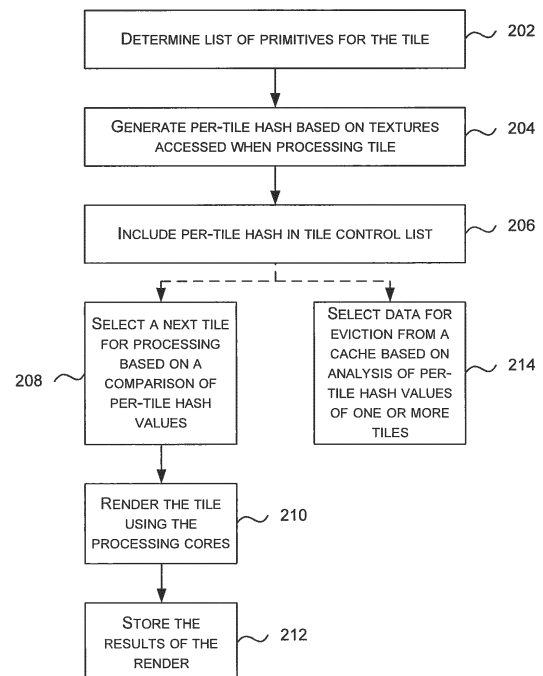 DETERMINE LIST OF PRIMITIVES FOR THE TILE
202
GENERATE PER-TILE HASH BASED ON TEXTURES
ACCESSED WHEN PROCESSING TILE
204
INCLUDE PER-TILE HASH IN TILE CONTROL LIST
206
SELECT A NEXT TILE
FOR PROCESSING
BASED ON A
COMPARISON OF
PER-TILE HASH
VALUES
208
SELECT DATA FOR
EVICTION FROM A
CACHE BASED ON
ANALYSIS OF PER-
TILE HASH VALUES
OF ONE OR MORE
TILES
214
RENDER THE TILE
USING THE
PROCESSING CORES
210
STORE THE
RESULTS OF THE
RENDER
212